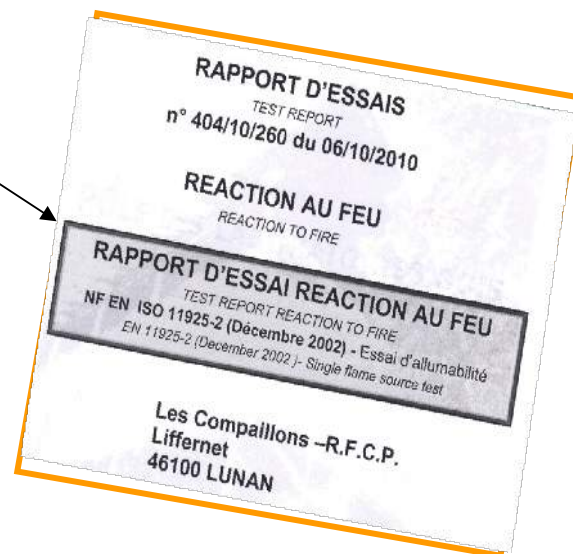 RAPPORT D'ESSAIS
TEST REPORT
n° 404/10/260 du 06/10/2010
REACTION AU FEU
REACTION TO FIRE
RAPPORT D'ESSAI REACTION AU FEU
TEST REPORT REACTION TO FIRE
NF EN ISO 11925-2 (Décembre 2002) - Essai d'allumabilité
EN 11925-2 (December 2002 )- Single flame source test
Les Compaillons –R.F.C.P.
Liffernet
46100 LUNAN